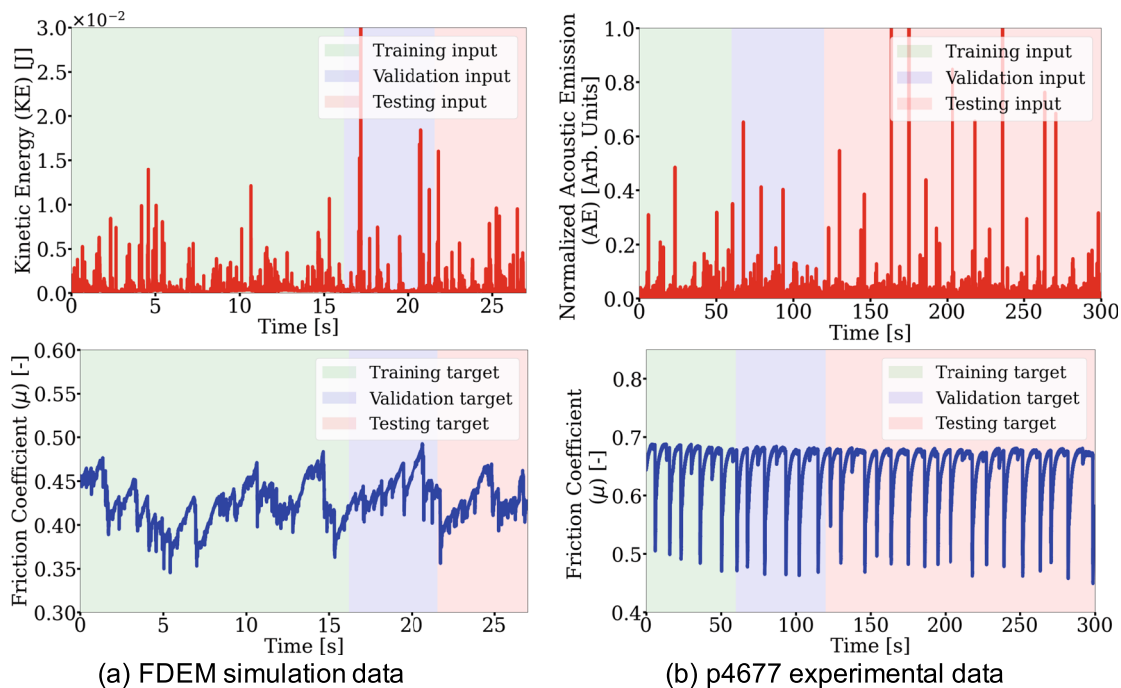 ×10⁻²
3.0
2.5
2.0
1.5
1.0
0.5
0.0
Kinetic Energy (KE) [J]
Training input
Validation input
Testing input
0 5 10 15 20 25
Time [s]
1.0
0.8
0.6
0.4
0.2
0.0
Normalized Acoustic Emission
(AE) [Arb. Units]
Training input
Validation input
Testing input
0 50 100 150 200 250 300
Time [s]
0.60
0.55
0.50
0.45
0.40
0.35
0.30
Friction Coefficient (μ) [-]
Training target
Validation target
Testing target
0 5 10 15 20 25
Time [s]
(a) FDEM simulation data
0.8
0.7
0.6
0.5
0.4
Friction Coefficient
(μ) [-]
Training target
Validation target
Testing target
0 50 100 150 200 250 300
Time [s]
(b) p4677 experimental data